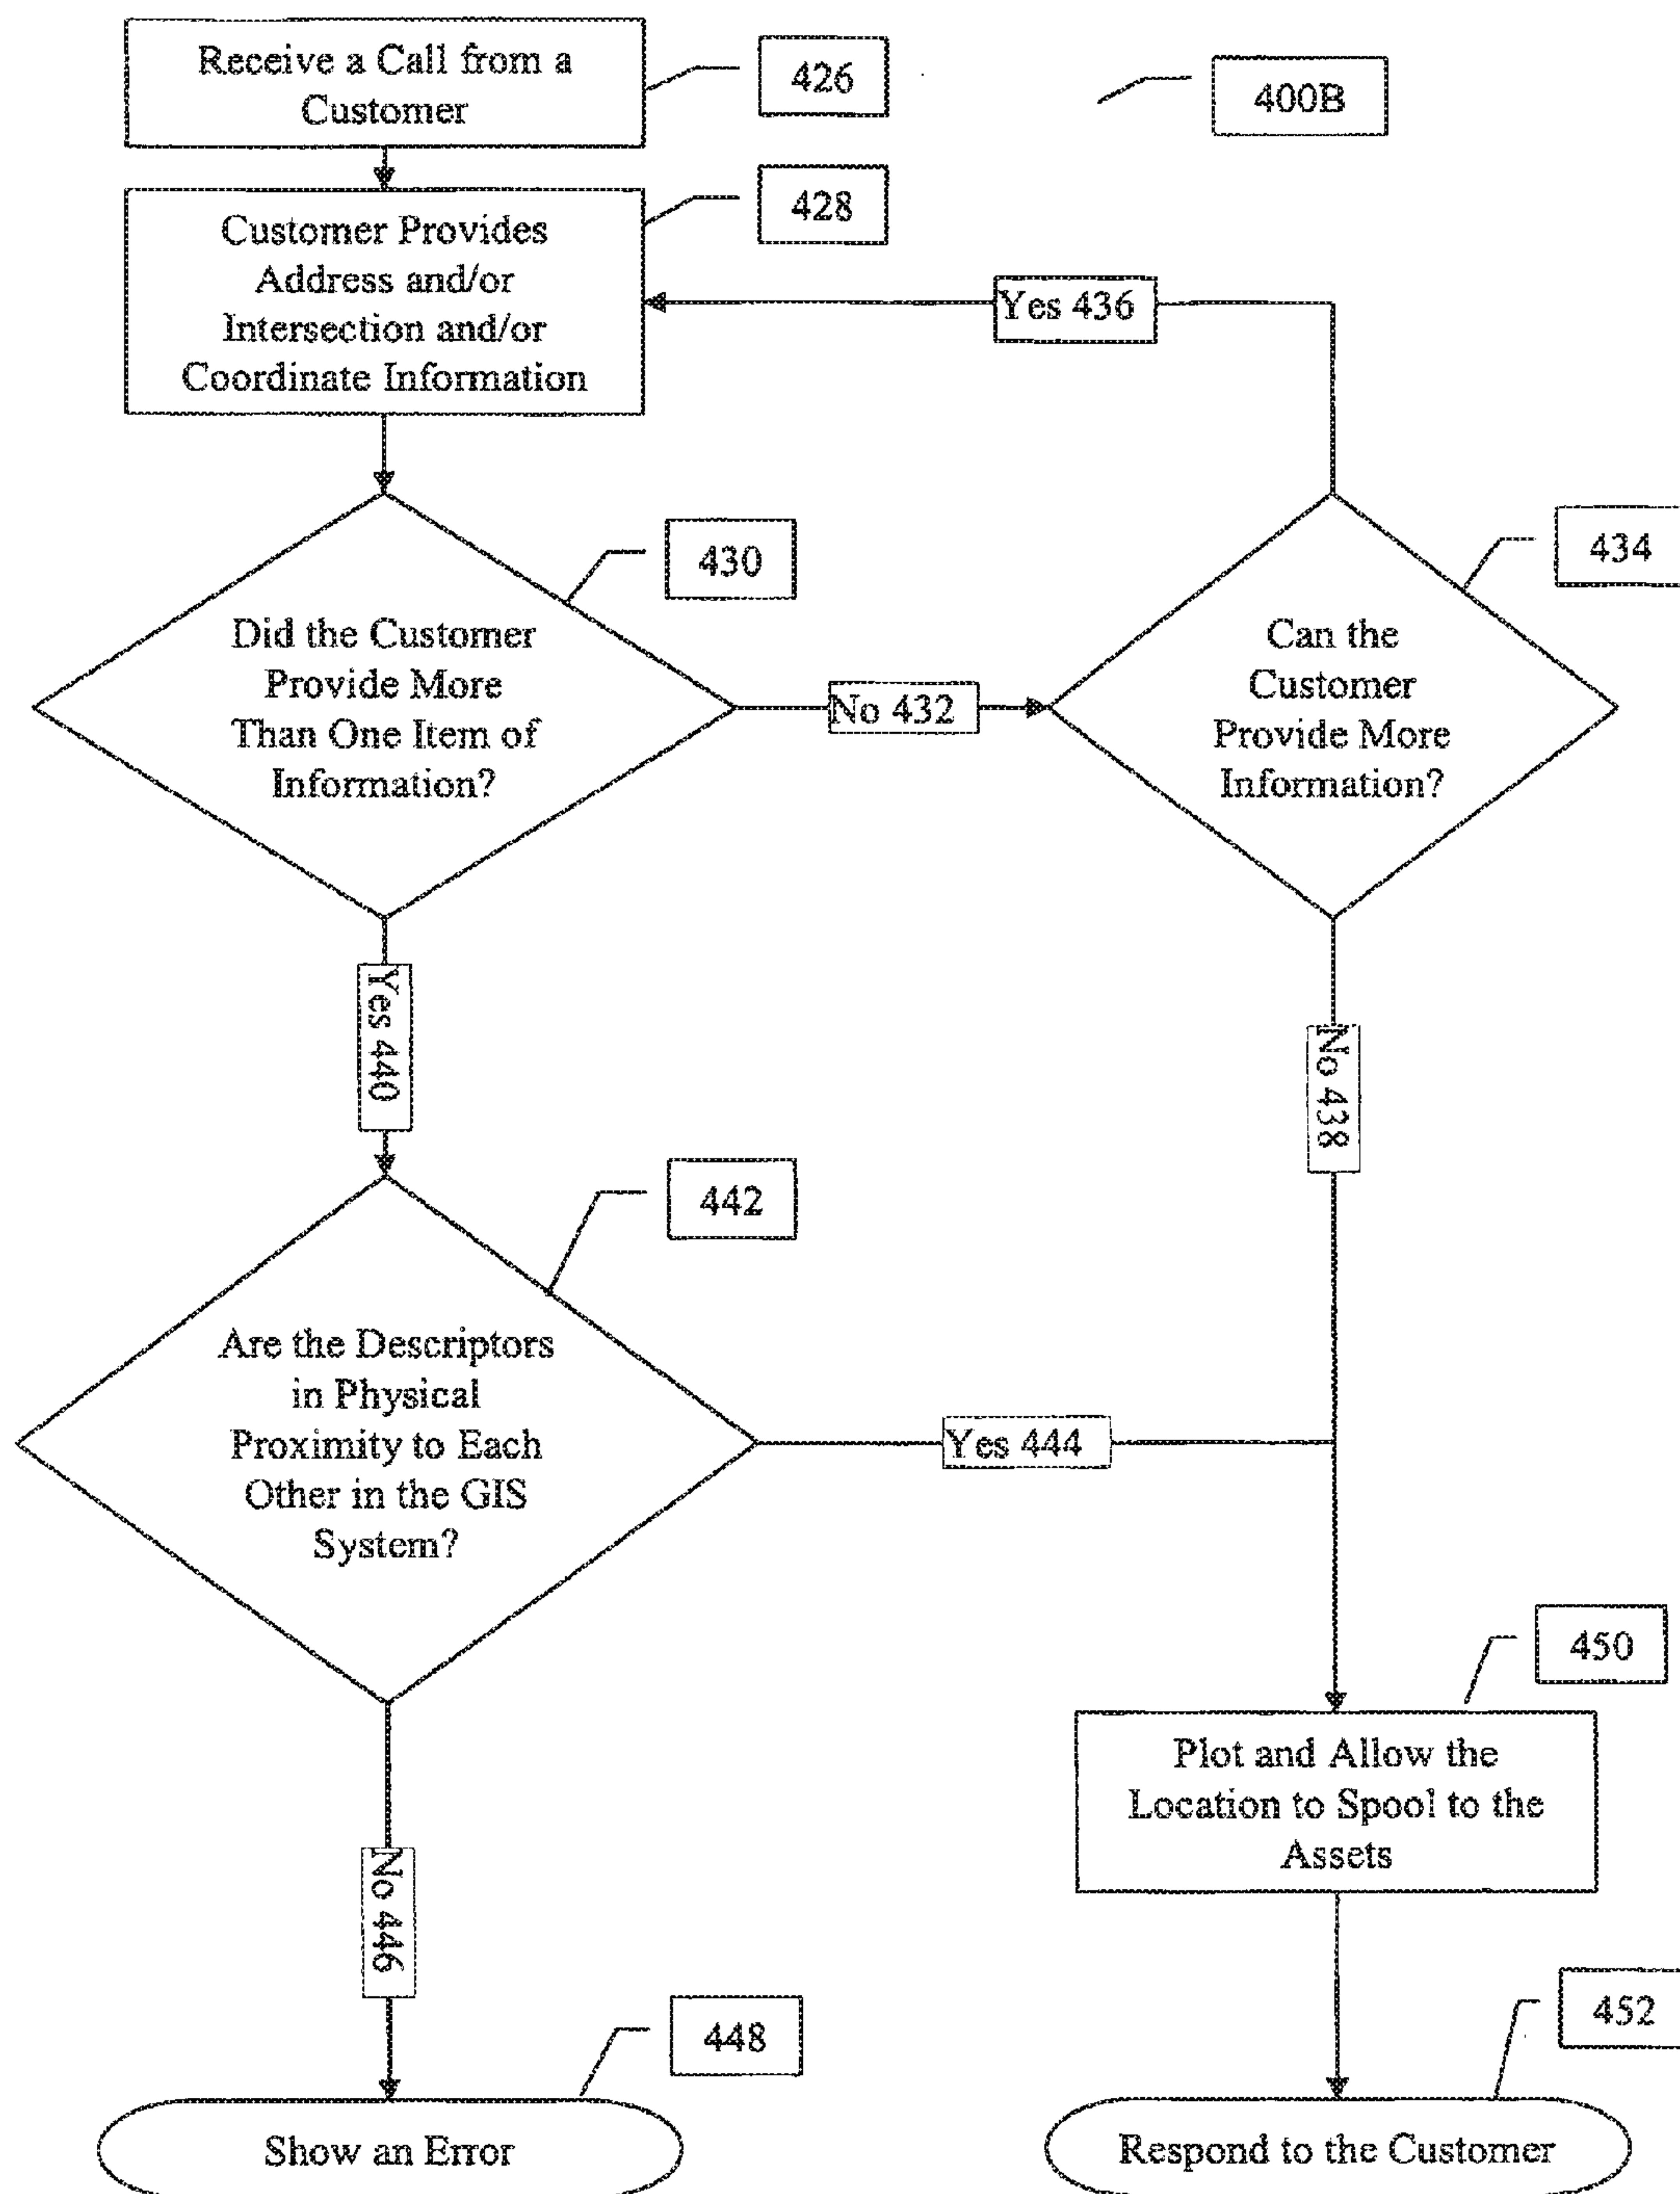 Receive a Call from a
Customer
426
400B
428
Customer Provides
Address and/or
Intersection and/or
Coordinate Information
Yes 436
430
434
Did the Customer
Provide More
Than One Item of
Information?
No 432
Can the
Customer
Provide More
Information?
Yes 440
No 438
442
Are the Descriptors
in Physical
Proximity to Each
Other in the GIS
System?
Yes 444
450
Plot and Allow the
Location to Spool to the
Assets
No 446
448
452
Show an Error
Respond to the Customer